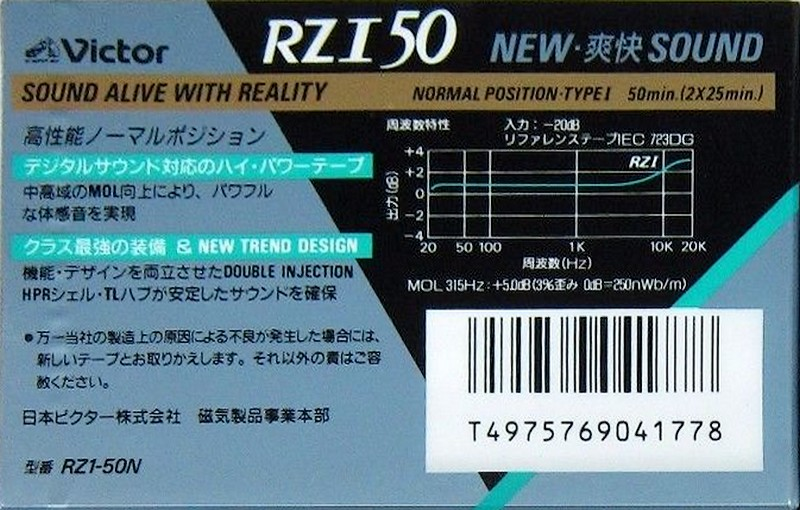 Victor RZ I 50 NEW・爽快 SOUND
SOUND ALIVE WITH REALITY NORMAL POSITION・TYPE I 50min.(2X25min.)
高性能ノーマルポジション
デジタルサウンド対応のハイ・パワーテープ
中高域のMOL向上により、パワフル
な体感音を実現
クラス最強の装備 & NEW TREND DESIGN
機能・デザインを両立させたDOUBLE INJECTION
HPRシェル・TLハブが安定したサウンドを確保
●万一当社の製造上の原因による不良が発生した場合には、
新しいテープとお取りかえします。それ以外の責はご容
赦ください。
日本ビクター株式会社 磁気製品事業本部
型番 RZ1-50N
周波数特性 入力：−20dB
リファレンステープIEC 723DG
RZ I
出力(dB)
+4
+2
0
−2
−4
20 50 100 1K 10K 20K
周波数(Hz)
MOL 315Hz：+5.0dB(3%歪み 0dB=250nWb/m)
T4975769041778